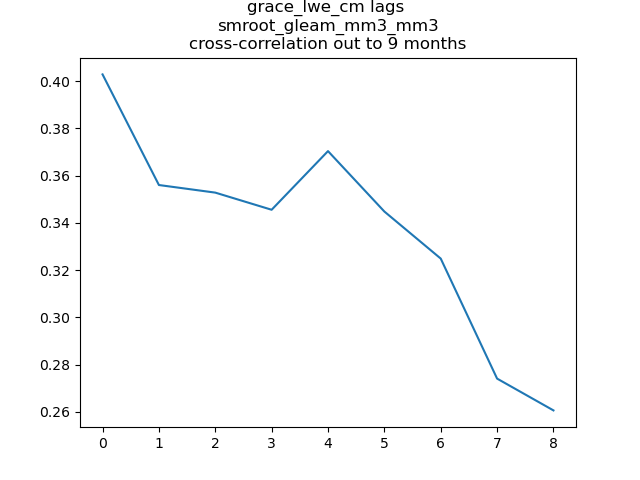 grace_lwe_cm lags
smroot_gleam_mm3_mm3
cross-correlation out to 9 months
0.40
0.38
0.36
0.34
0.32
0.30
0.28
0.26
0 1 2 3 4 5 6 7 8